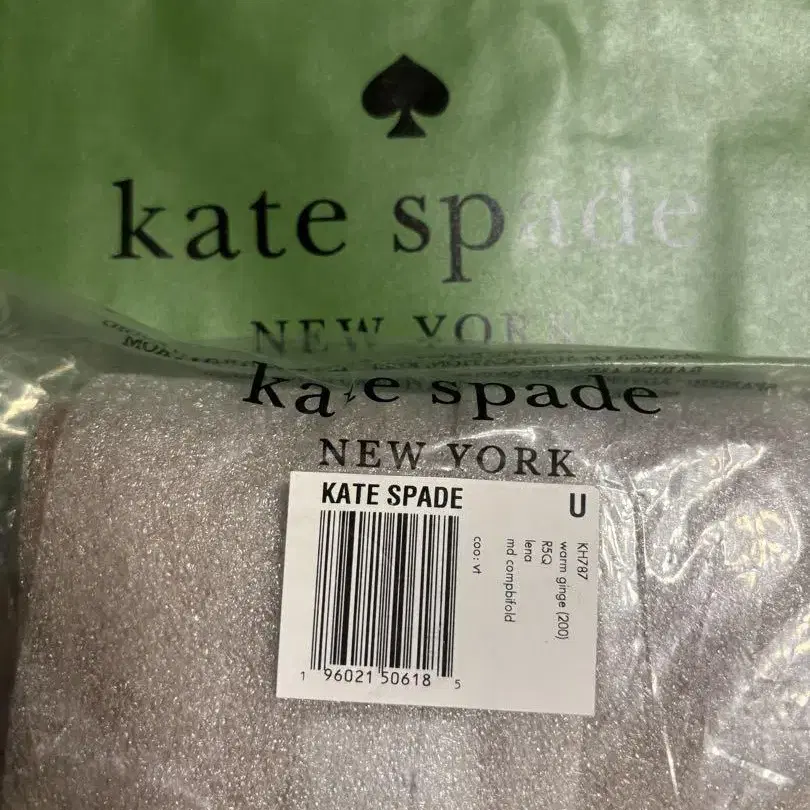 kate spade
NEW YORK
kate spade
NEW YORK
KATE SPADE
U
KH787
warm ginge (200)
R5Q
lena
md compbifold
coo: vt
1 96021 50618 5